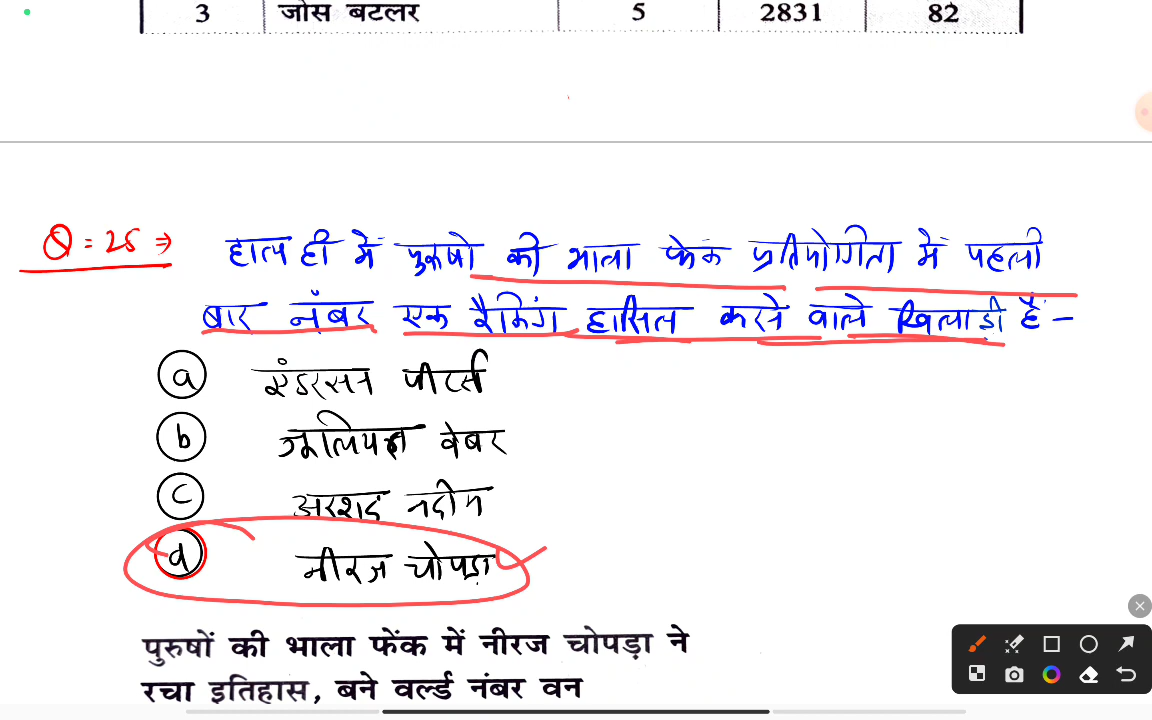 3 जोस बटलर 5 2831 82
Q = 25 ⇒ हाल ही में पुरुषो की भाला फेंक प्रतियोगिता में पहली
बार नंबर एक रैंकिंग हासिल करने वाले खिलाडी है -
a एंडरसन पीटर्स
b जूलियन वेबर
c अरशद नदीम
d नीरज चोपड़ा
पुरुषों की भाला फेंक में नीरज चोपड़ा ने
रचा इतिहास, बने वर्ल्ड नंबर वन